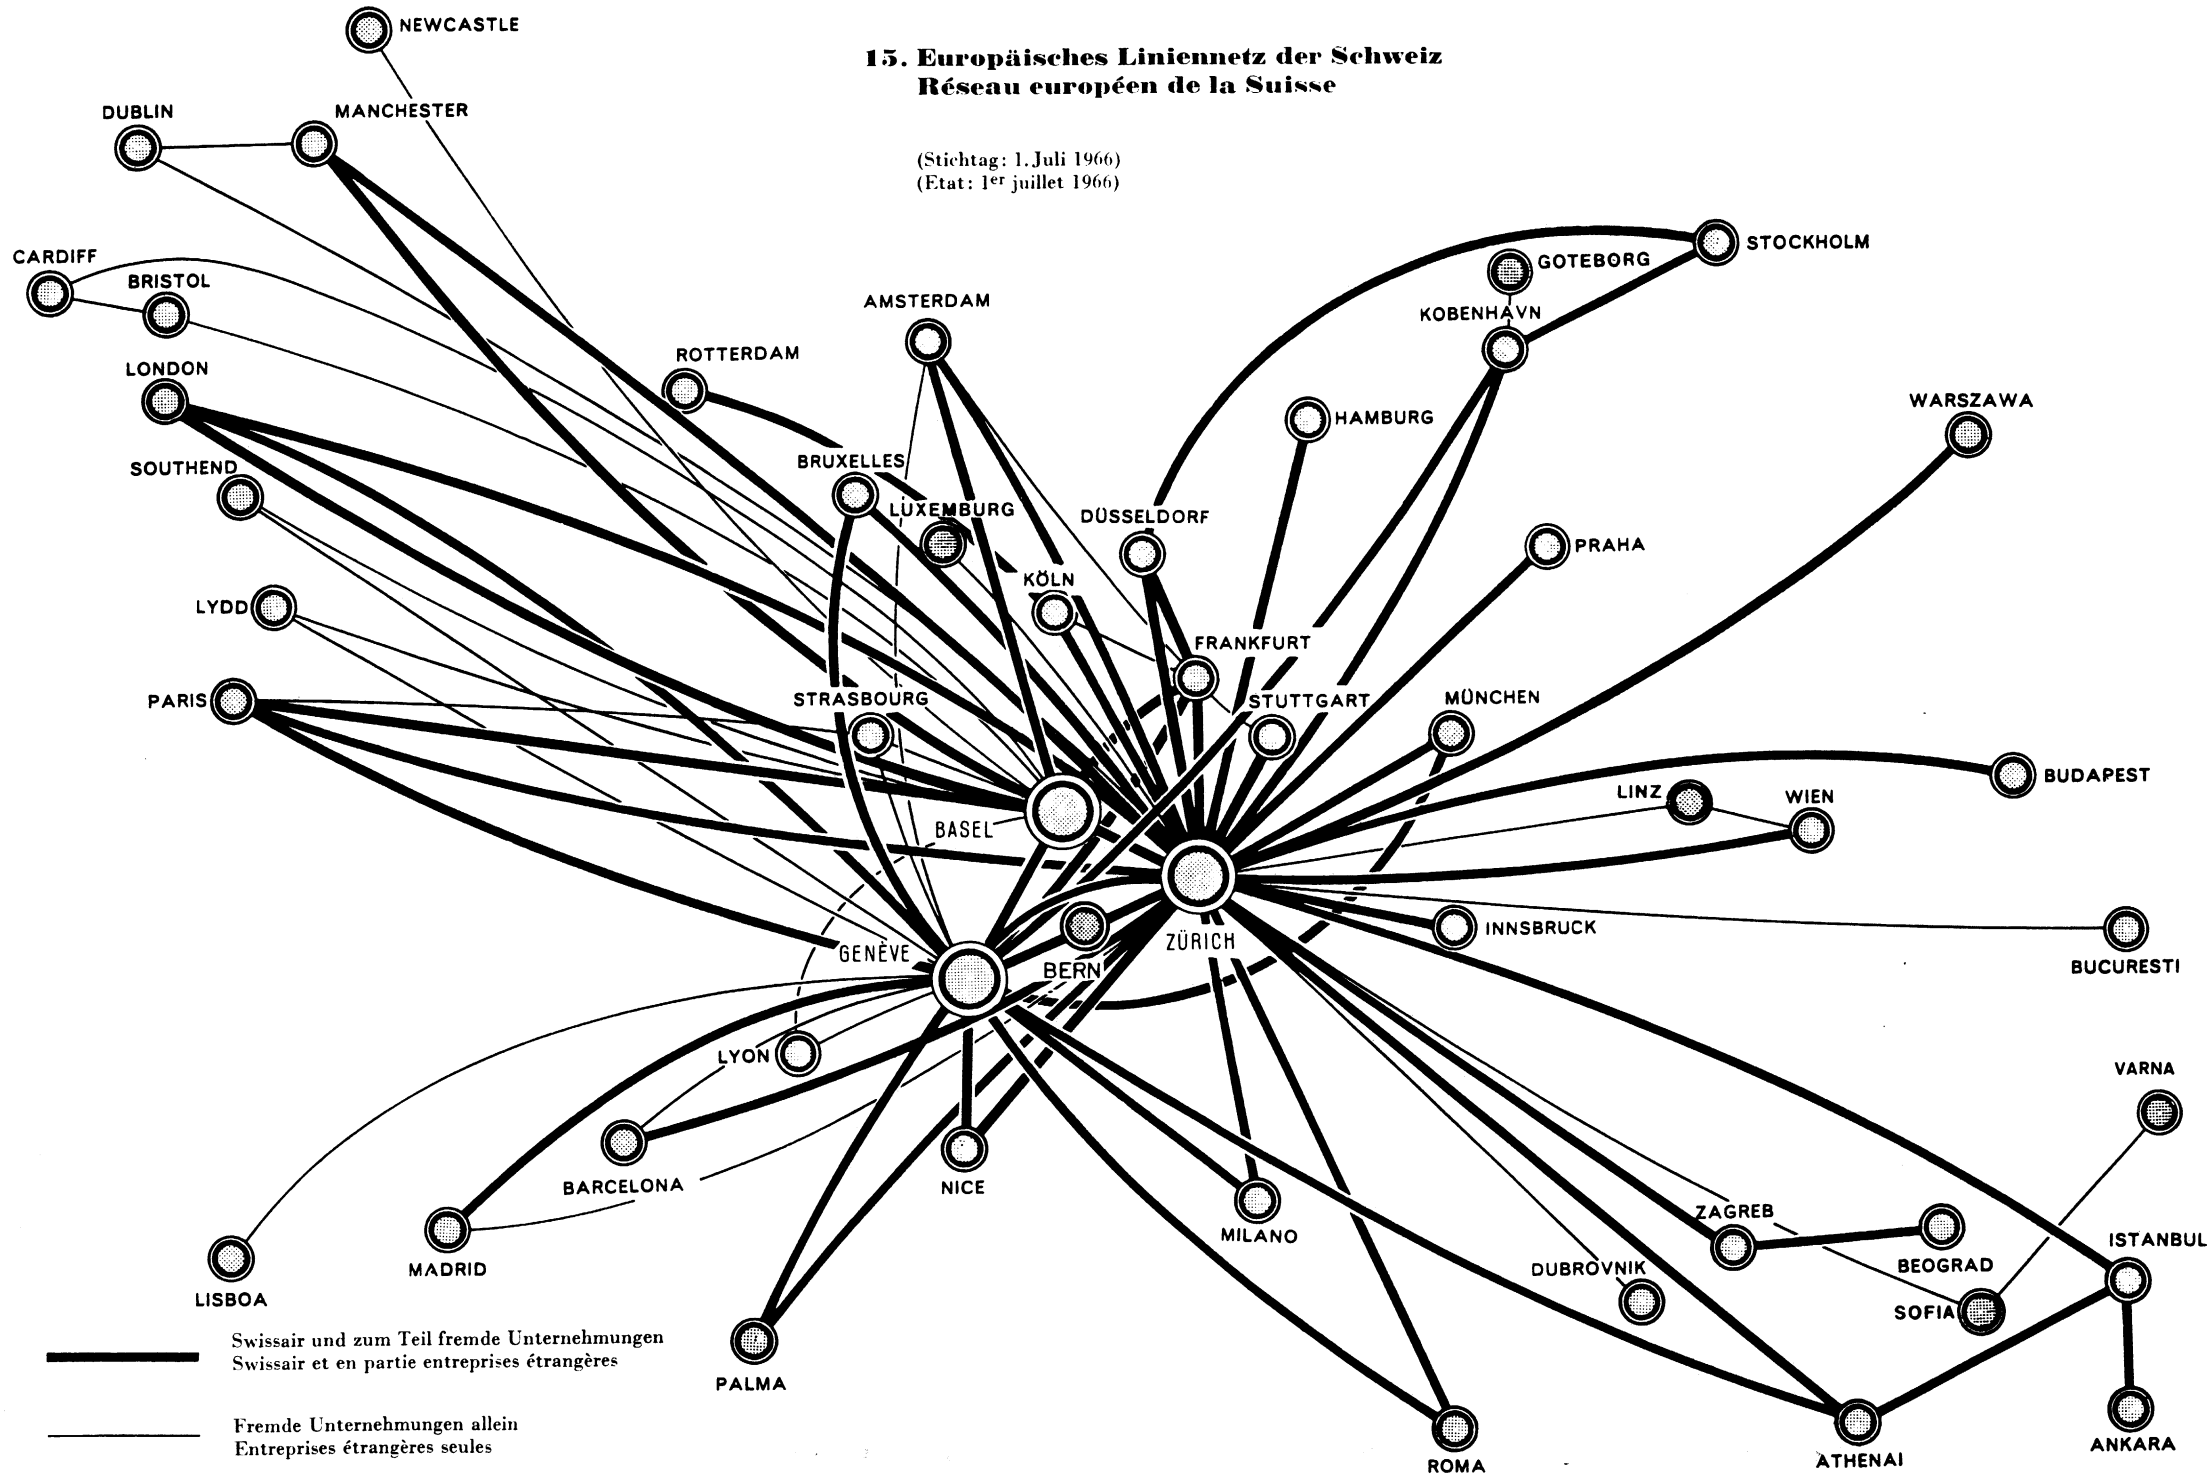 NEWCASTLE
15. Europäisches Liniennetz der Schweiz
Réseau européen de la Suisse
DUBLIN
MANCHESTER
(Stichtag: 1. Juli 1966)
(Etat: 1er juillet 1966)
STOCKHOLM
CARDIFF
GOTEBORG
BRISTOL
AMSTERDAM
KOBENHAVN
ROTTERDAM
LONDON
WARSZAWA
HAMBURG
BRUXELLES
SOUTHEND
LUXEMBURG
DÜSSELDORF
PRAHA
KÖLN
LYDD
FRANKFURT
PARIS
STRASBOURG
STUTTGART
MÜNCHEN
BUDAPEST
LINZ
WIEN
BASEL
INNSBRUCK
ZÜRICH
GENÈVE
BERN
BUCURESTI
LYON
VARNA
BARCELONA
NICE
ZAGREB
MILANO
ISTANBUL
MADRID
DUBROVNIK
BEOGRAD
LISBOA
SOFIA
Swissair und zum Teil fremde Unternehmungen
Swissair et en partie entreprises étrangères
PALMA
Fremde Unternehmungen allein
Entreprises étrangères seules
ANKARA
ATHENAI
ROMA